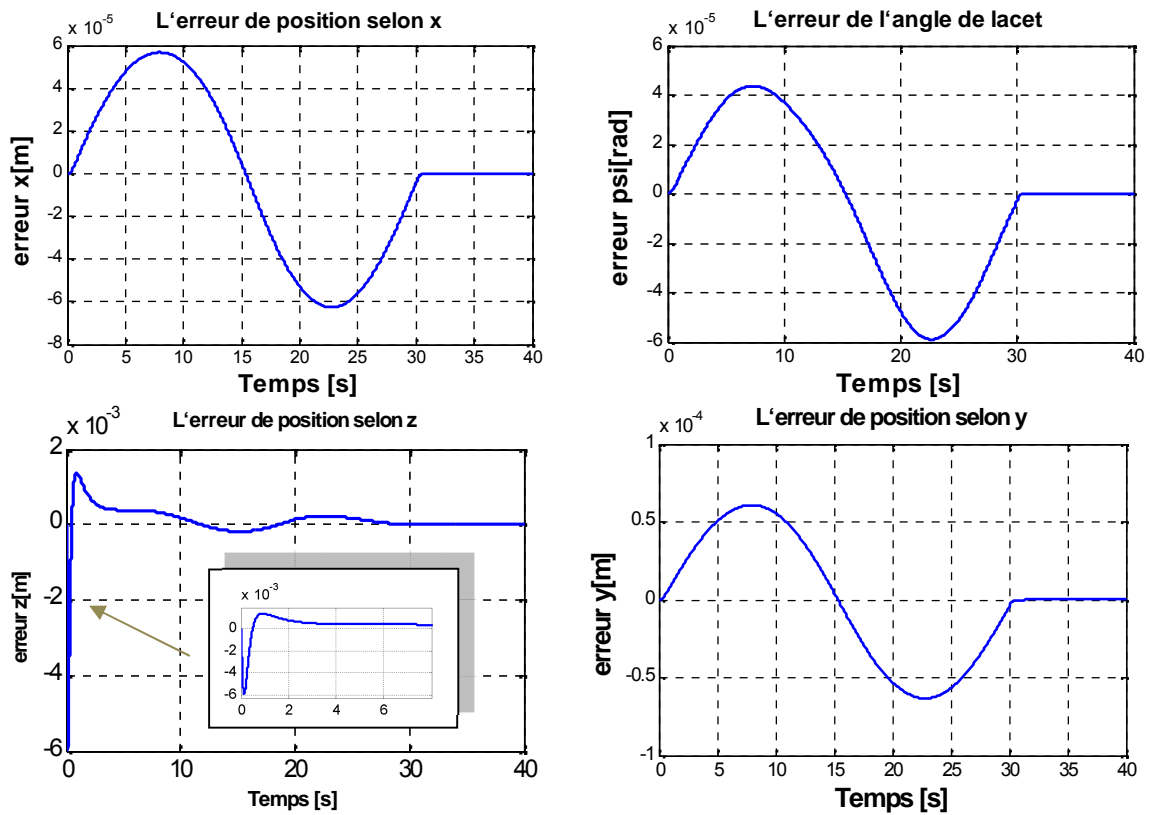 L‘erreur de position selon x
x 10-5
6
4
2
0
-2
-4
-6
-8
erreur x[m]
0 5 10 15 20 25 30 35 40
Temps [s]
L‘erreur de l‘angle de lacet
x 10-5
6
4
2
0
-2
-4
-6
erreur psi[rad]
0 10 20 30 40
Temps [s]
L‘erreur de position selon z
x 10-3
2
0
-2
-4
-6
erreur z[m]
0 10 20 30 40
Temps [s]
x 10-3
0
-2
-4
-6
0 2 4 6
L‘erreur de position selon y
x 10-4
1
0.5
0
-0.5
-1
erreur y[m]
0 5 10 15 20 25 30 35 40
Temps [s]